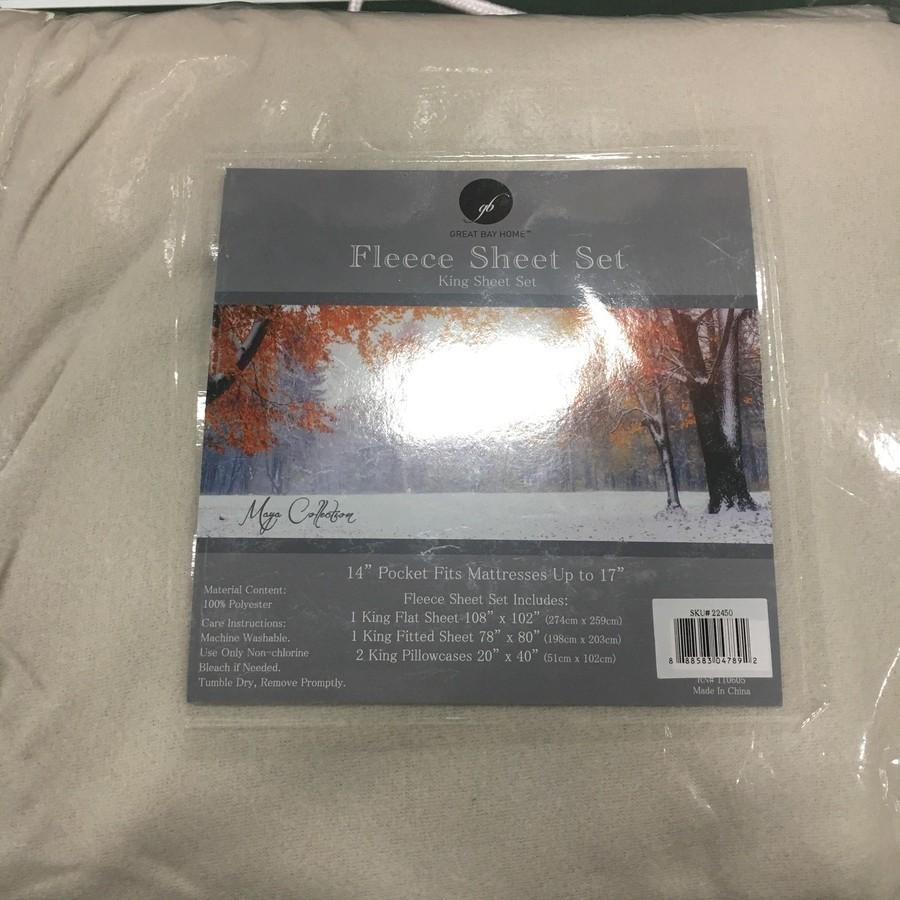 gb
GREAT BAY HOME™
Fleece Sheet Set
King Sheet Set
Maya Collection
14" Pocket Fits Mattresses Up to 17"
Fleece Sheet Set Includes:
1 King Flat Sheet 108" x 102" (274cm x 259cm)
1 King Fitted Sheet 78" x 80" (198cm x 203cm)
2 King Pillowcases 20" x 40" (51cm x 102cm)
Material Content:
100% Polyester
Care Instructions:
Machine Washable.
Use Only Non-chlorine
Bleach if Needed.
Tumble Dry, Remove Promptly.
SKU# 22450
8 88583 04789 2
RN# 110605
Made In China